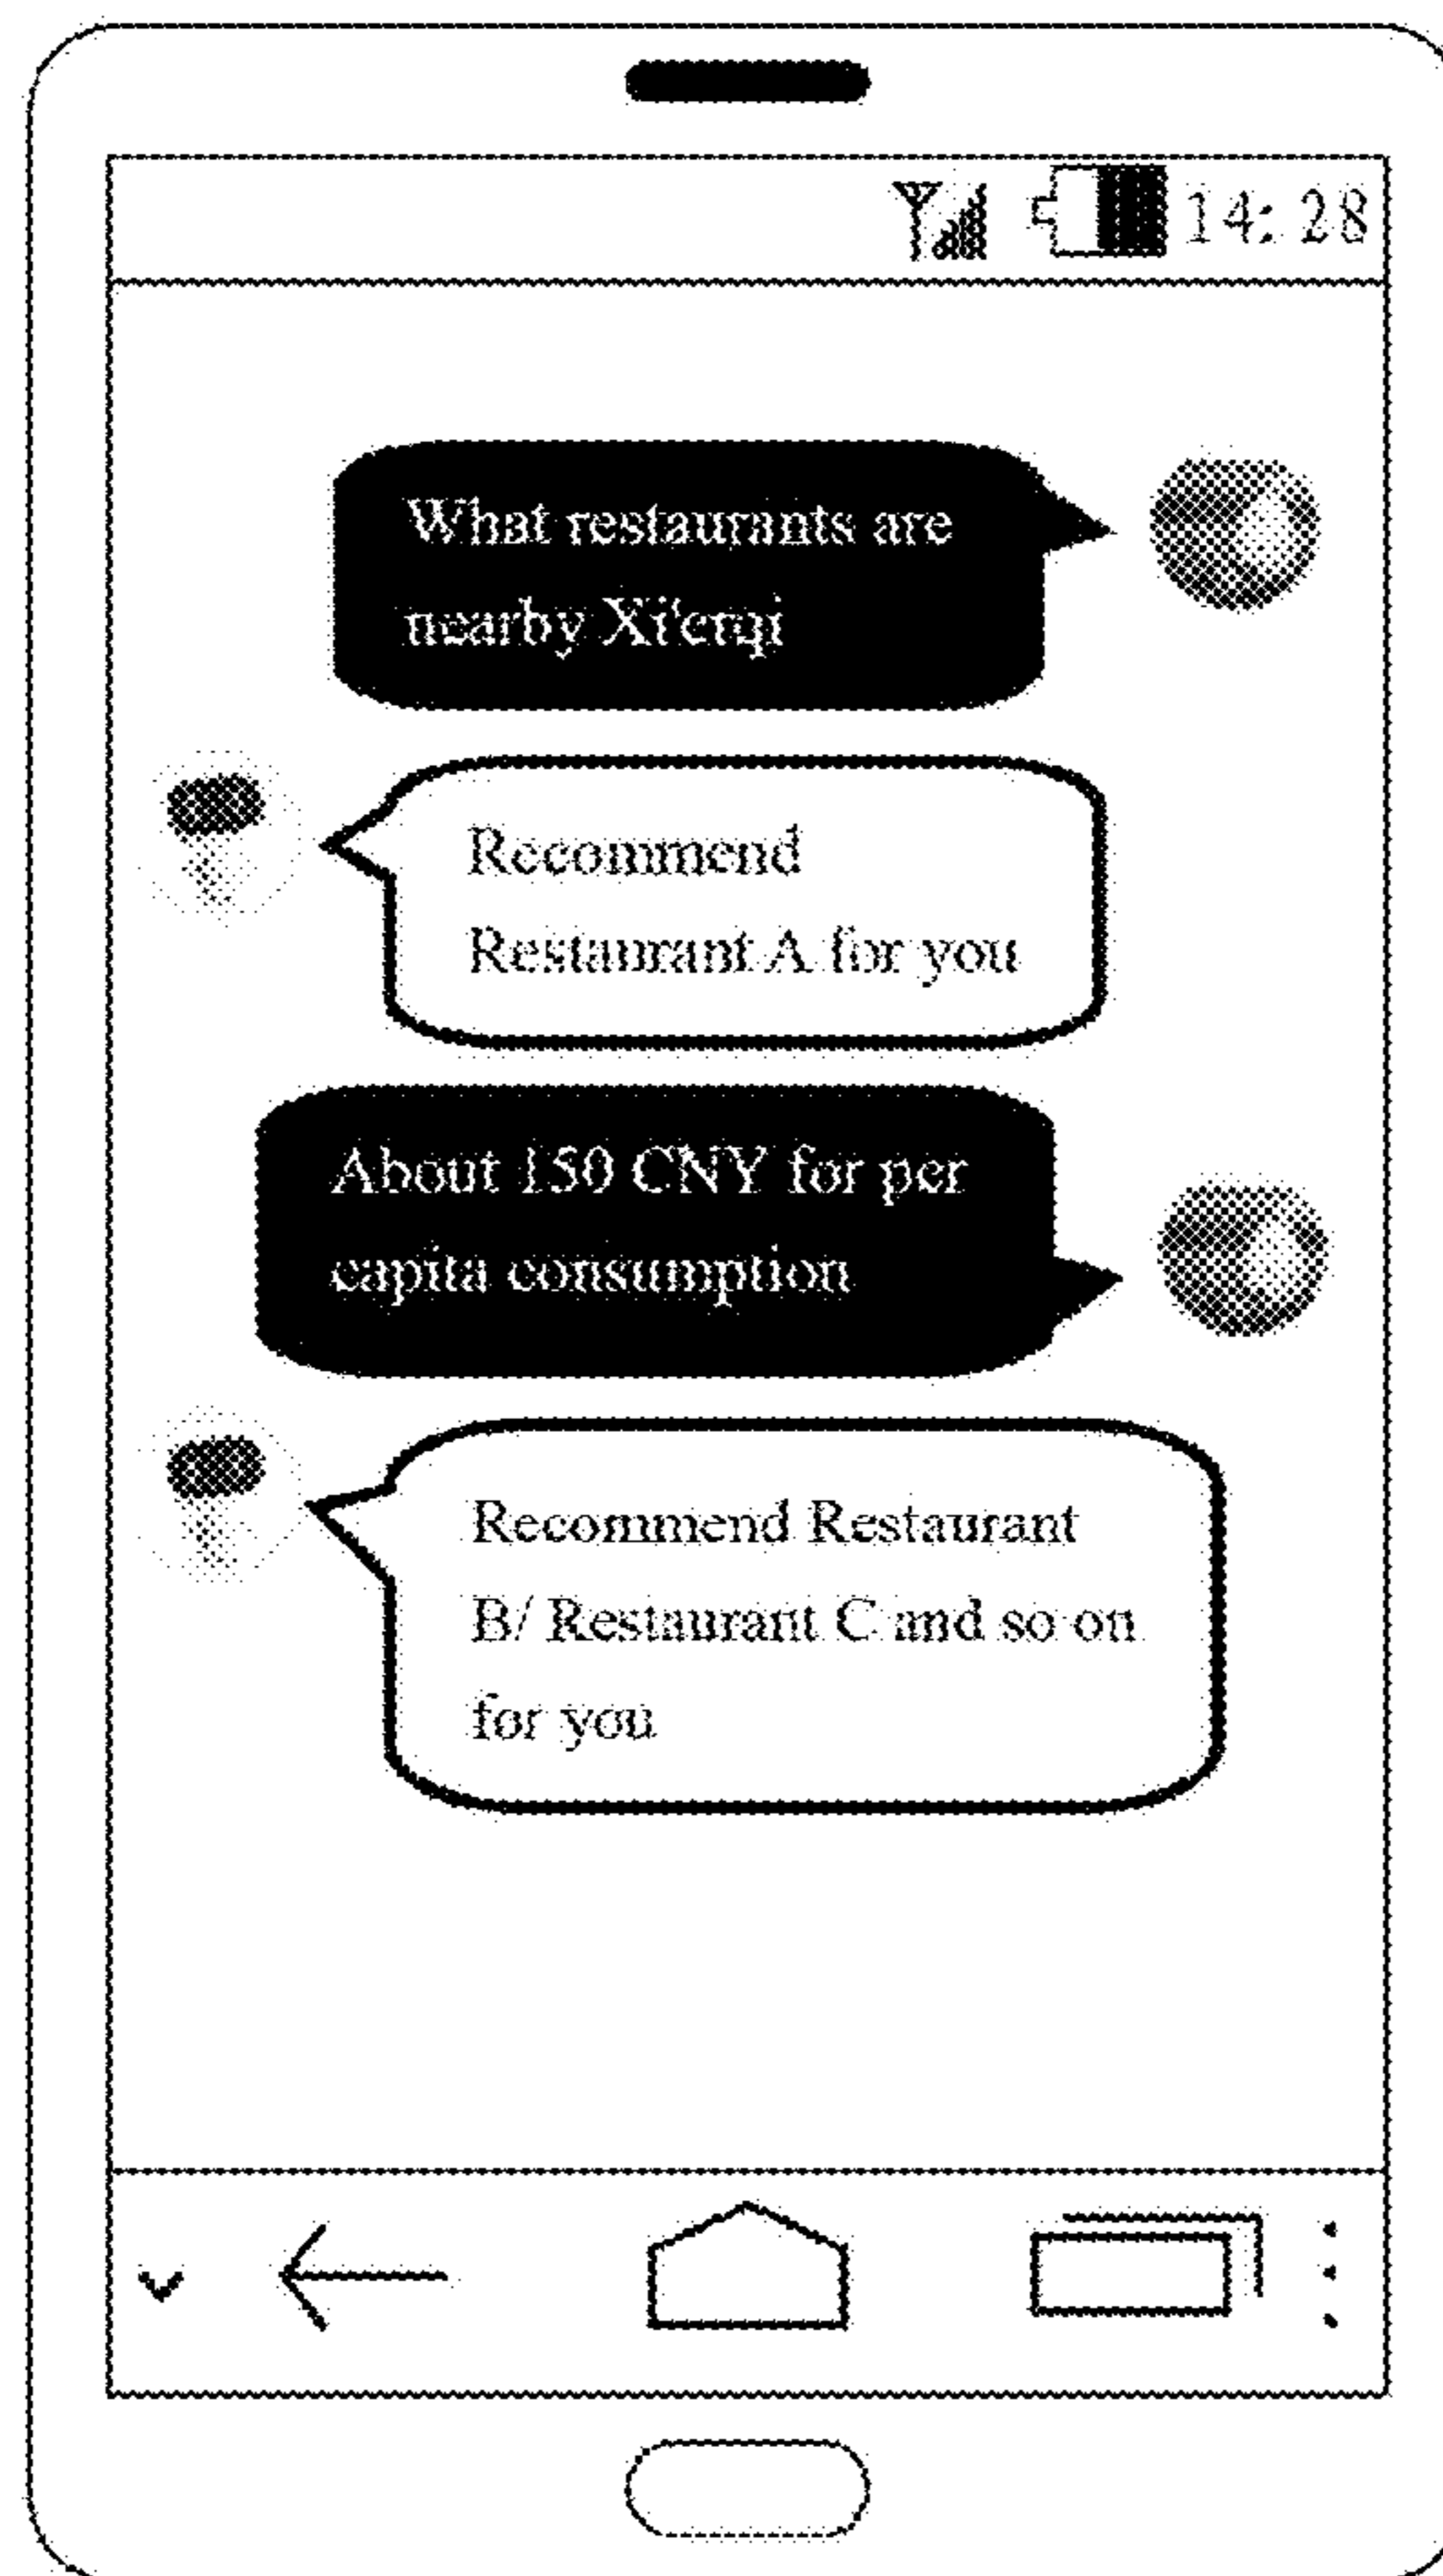 14: 28
What restaurants are
nearby Xi'erqi
Recommend
Restaurant A for you
About 150 CNY for per
capita consumption
Recommend Restaurant
B/ Restaurant C and so on
for you